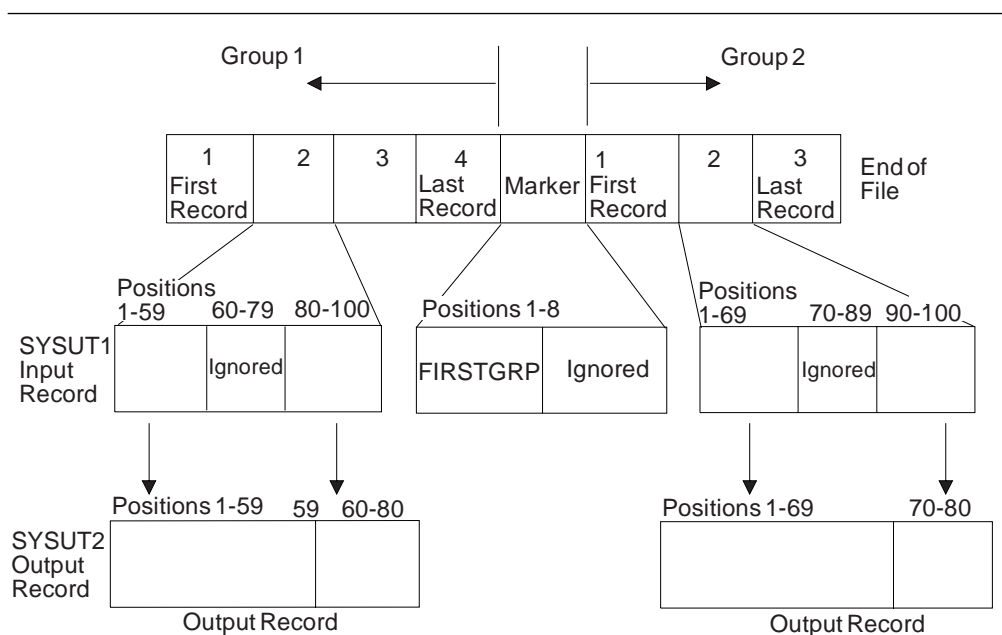 Group 1
Group 2
1 2 3 4 1 2 3
First Record
Last Record
Marker
First Record
Last Record
End of File
Positions 1-59 60-79 80-100
Positions 1-8
Positions 1-69 70-89 90-100
SYSUT1 Input Record
Ignored
FIRSTGRP Ignored
Ignored
Positions 1-59 59 60-80
Positions 1-69 70-80
SYSUT2 Output Record
Output Record
Output Record